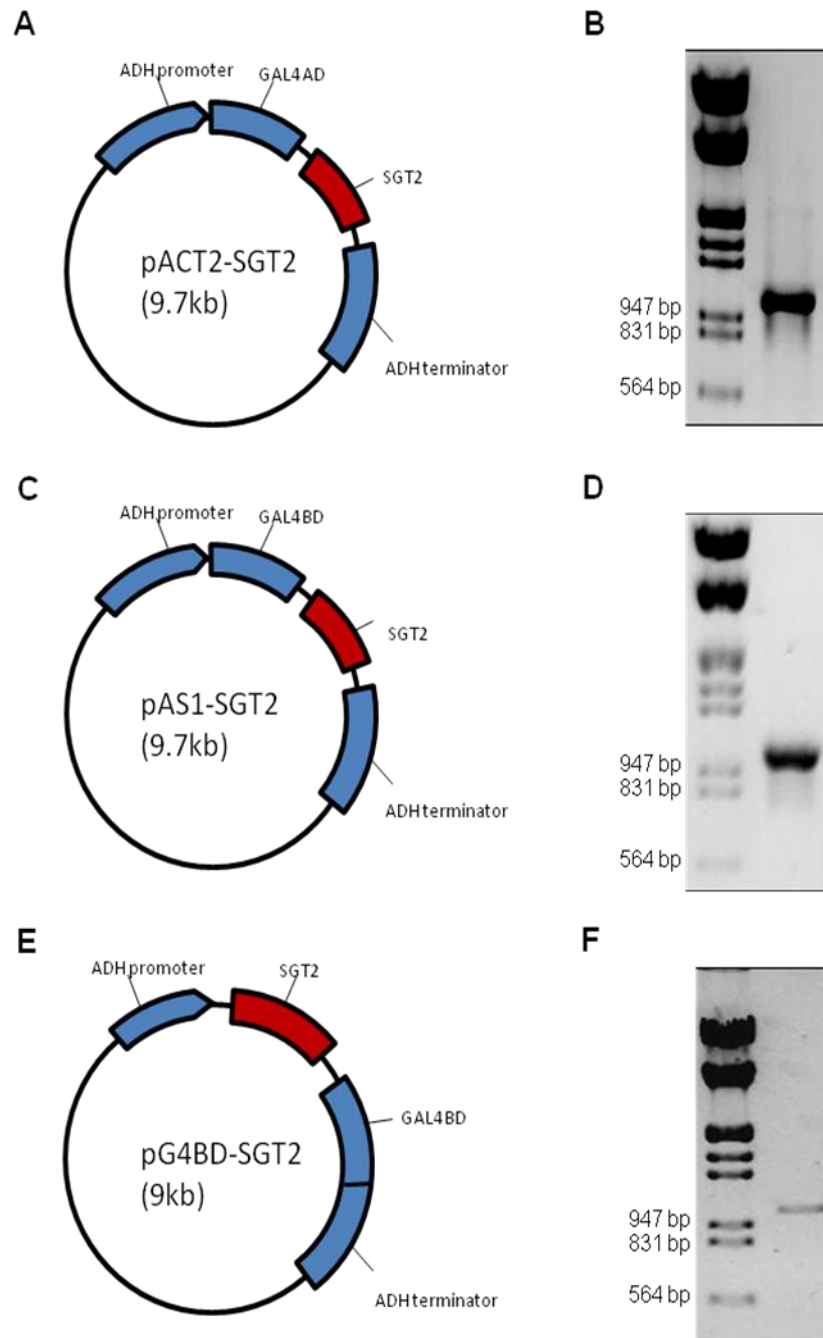 A
ADH promoter
GAL4AD
SGT2
pACT2-SGT2
(9.7kb)
ADH terminator
B
947 bp
831 bp
564 bp
C
ADH promoter
GAL4BD
SGT2
pAS1-SGT2
(9.7kb)
ADH terminator
D
947 bp
831 bp
564 bp
E
ADH promoter
SGT2
GAL4BD
pG4BD-SGT2
(9kb)
ADH terminator
F
947 bp
831 bp
564 bp